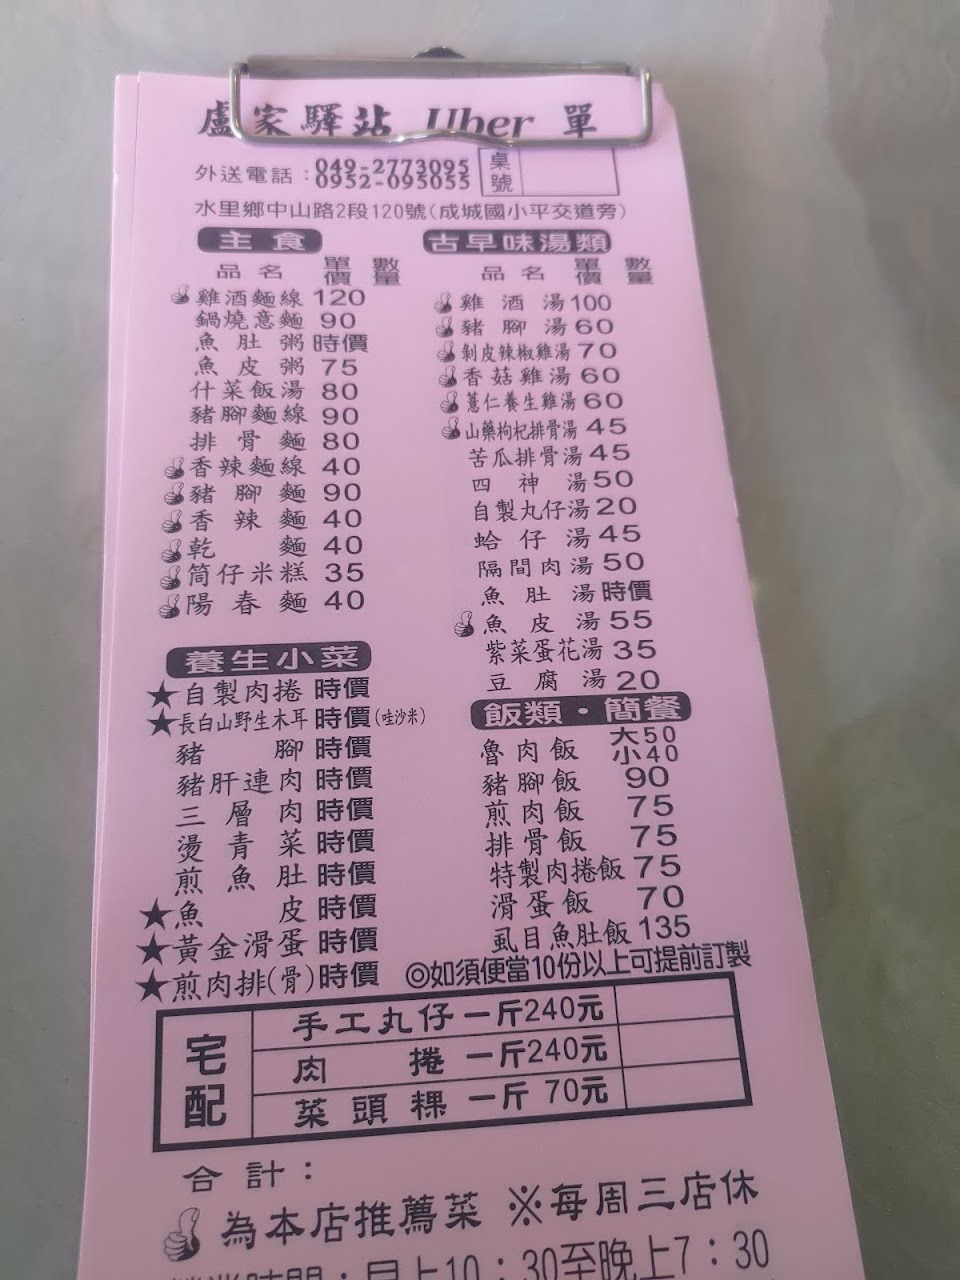 盧家驛站 Uber 單
外送電話：049-2773095
0952-095055
桌號
水里鄉中山路2段120號(成城國小平交道旁)
主食
品名 單價 數量
雞酒麵線 120
鍋燒意麵 90
魚肚粥 時價
魚皮粥 75
什菜飯湯 80
豬腳麵線 90
排骨麵 80
香辣麵線 40
豬腳麵 90
香辣麵 40
乾麵 40
筒仔米糕 35
陽春麵 40
養生小菜
★自製肉捲 時價
★長白山野生木耳 時價(哇沙米)
豬腳 時價
豬肝連肉 時價
三層肉 時價
燙青菜 時價
煎魚肚 時價
★魚皮 時價
★黃金滑蛋 時價
★煎肉排(骨) 時價
古早味湯類
品名 單價 數量
雞酒湯 100
豬腳湯 60
剝皮辣椒雞湯 70
香菇雞湯 60
薏仁養生雞湯 60
山藥枸杞排骨湯 45
苦瓜排骨湯 45
四神湯 50
自製丸仔湯 20
蛤仔湯 45
隔間肉湯 50
魚肚湯 時價
魚皮湯 55
紫菜蛋花湯 35
豆腐湯 20
飯類・簡餐
魯肉飯 大50 小40
豬腳飯 90
煎肉飯 75
排骨飯 75
特製肉捲飯 75
滑蛋飯 70
虱目魚肚飯 135
◎如須便當10份以上可提前訂製
宅配
手工丸仔 一斤240元
肉捲 一斤240元
菜頭粿 一斤 70元
合計：
為本店推薦菜 ※每周三店休
營業時間：早上10：30至晚上7：30